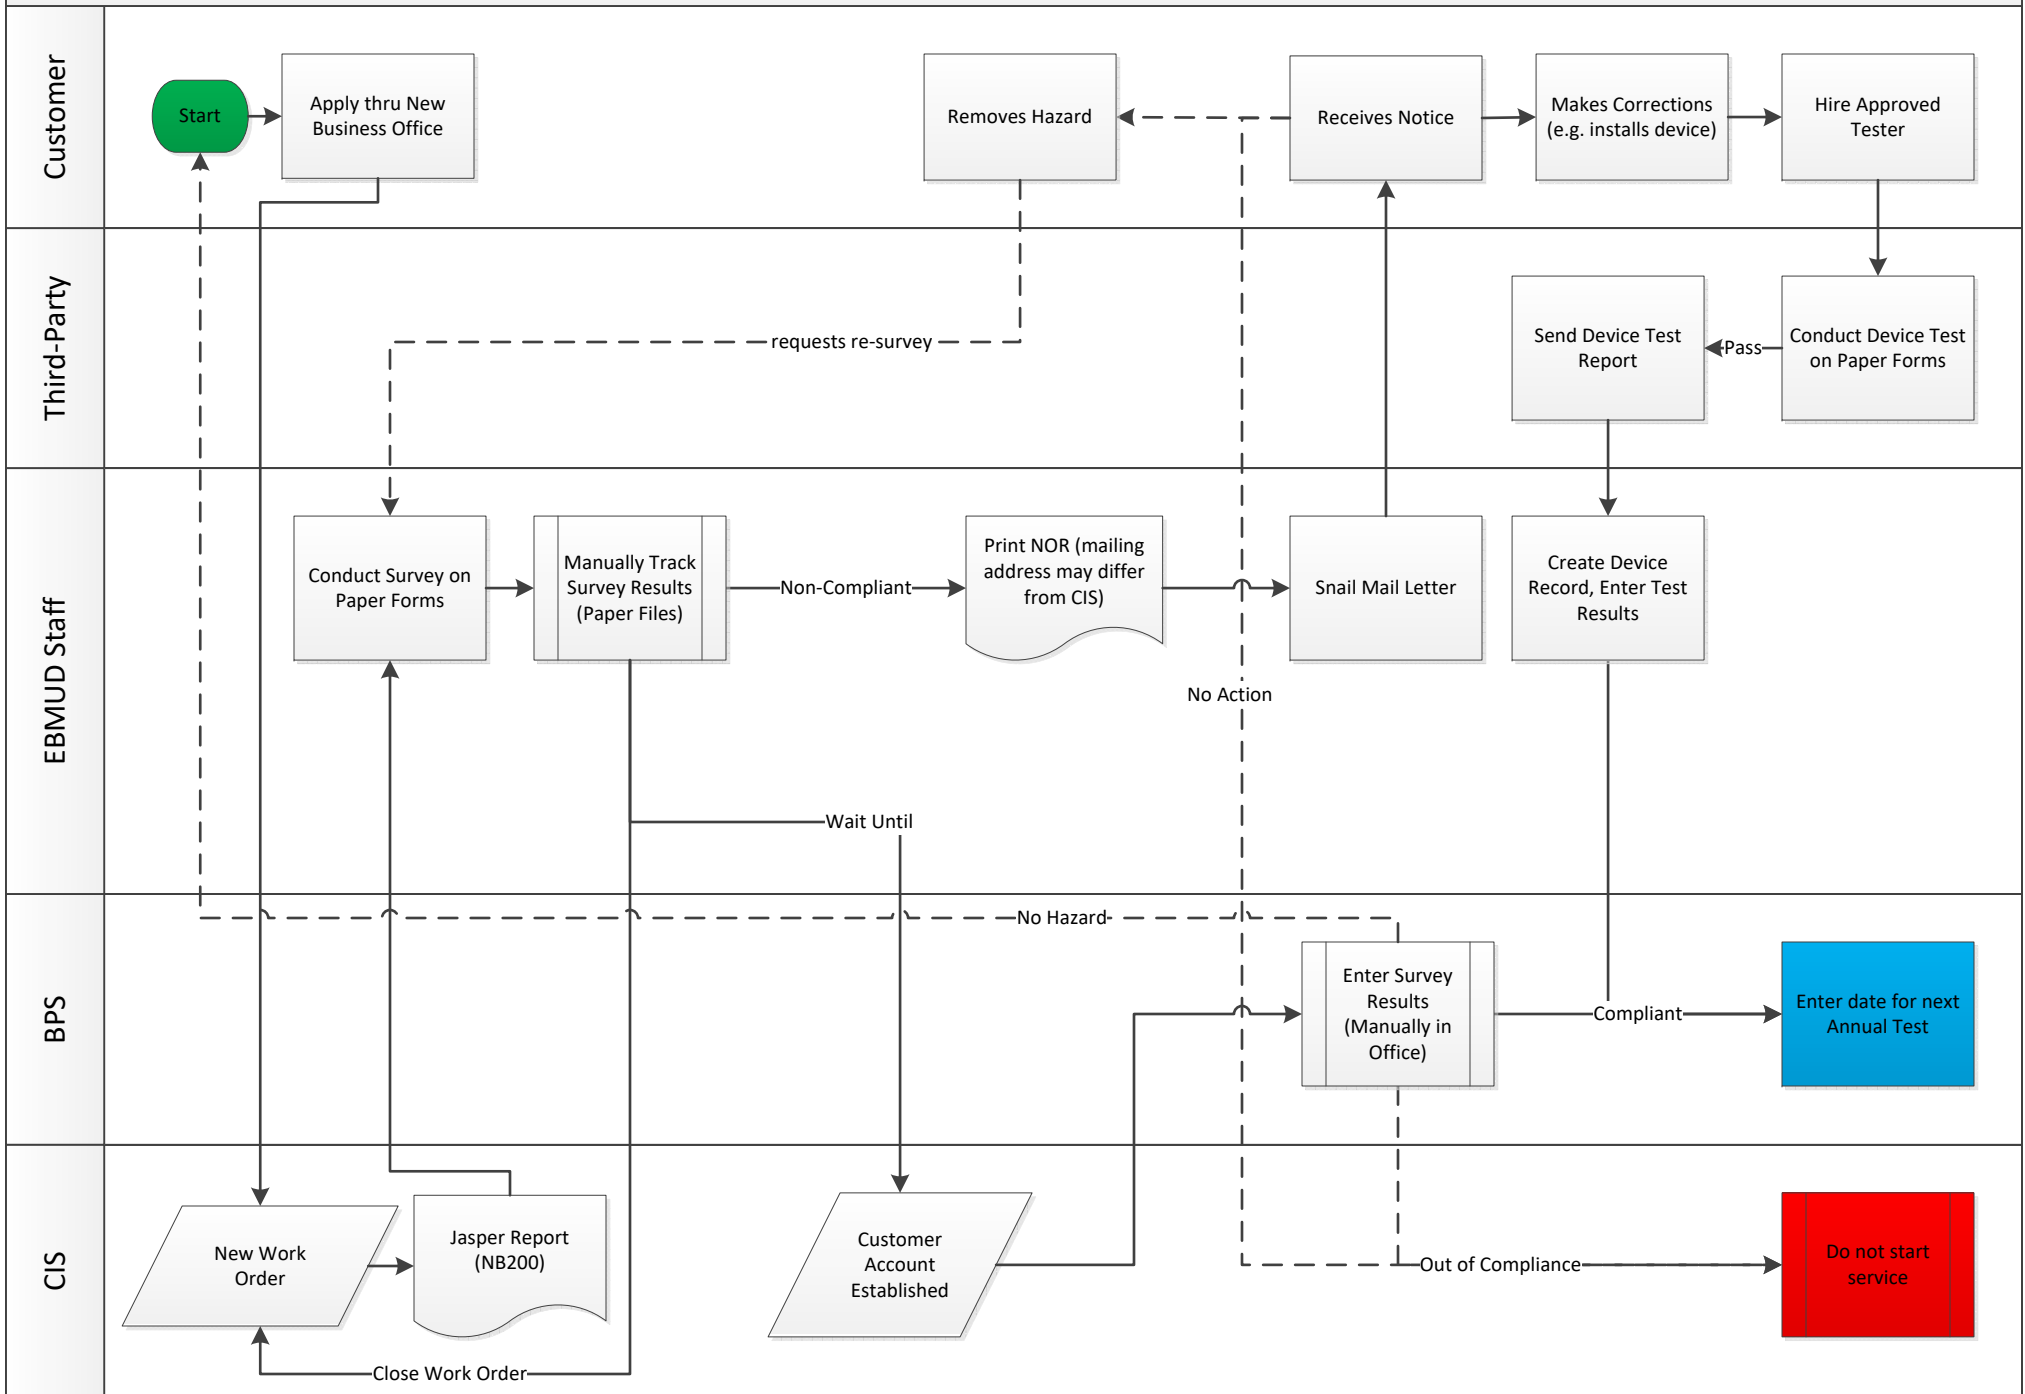 Customer
Start
Apply thru New
Business Office
Removes Hazard
Receives Notice
Makes Corrections
(e.g. installs device)
Hire Approved
Tester
Third-Party
requests re-survey
Send Device Test
Report
Pass
Conduct Device Test
on Paper Forms
EBMUD Staff
Conduct Survey on
Paper Forms
Manually Track
Survey Results
(Paper Files)
Non-Compliant
Print NOR (mailing
address may differ
from CIS)
Snail Mail Letter
Create Device
Record, Enter Test
Results
No Action
Wait Until
BPS
No Hazard
Enter Survey
Results
(Manually in
Office)
Compliant
Enter date for next
Annual Test
CIS
New Work
Order
Jasper Report
(NB200)
Customer
Account
Established
Out of Compliance
Do not start
service
Close Work Order